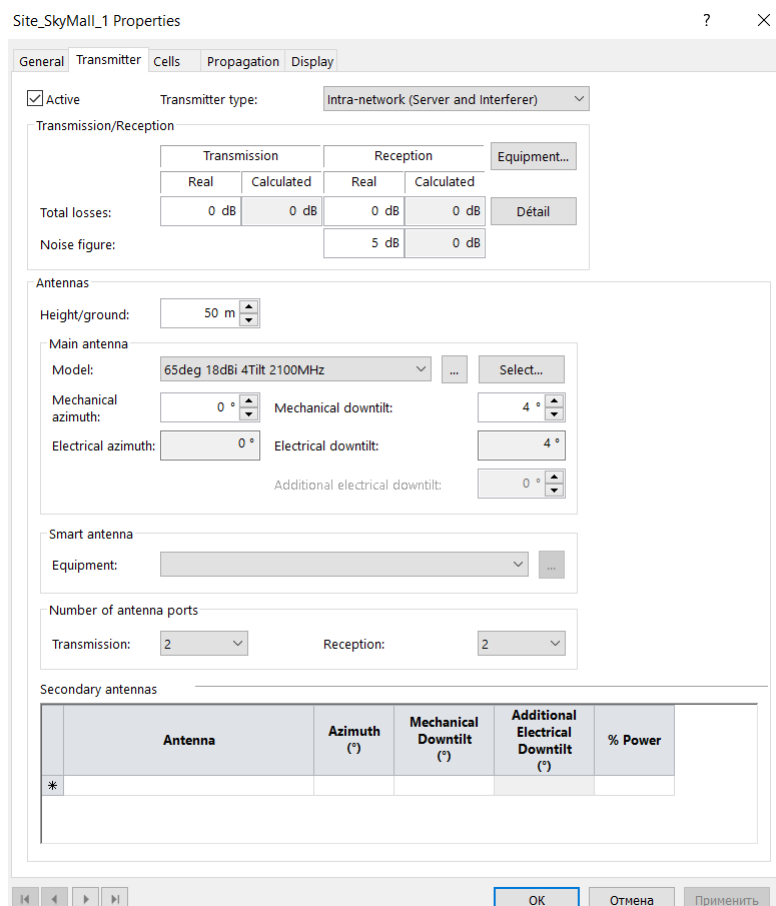 Site_SkyMall_1 Properties ?
General Transmitter Cells Propagation Display
Active Transmitter type: Intra-network (Server and Interferer)
Transmission/Reception
Transmission Reception Equipment...
Real Calculated Real Calculated
Total losses: 0 dB 0 dB 0 dB 0 dB Détail
Noise figure: 5 dB 0 dB
Antennas
Height/ground: 50 m
Main antenna
Model: 65deg 18dBi 4Tilt 2100MHz ... Select...
Mechanical
azimuth: 0 ° Mechanical downtilt: 4 °
Electrical azimuth: 0 ° Electrical downtilt: 4 °
Additional electrical downtilt: 0 °
Smart antenna
Equipment: ...
Number of antenna ports
Transmission: 2 Reception: 2
Secondary antennas
Antenna Azimuth (°) Mechanical Downtilt (°) Additional Electrical Downtilt (°) % Power
*
OK Отмена Применить